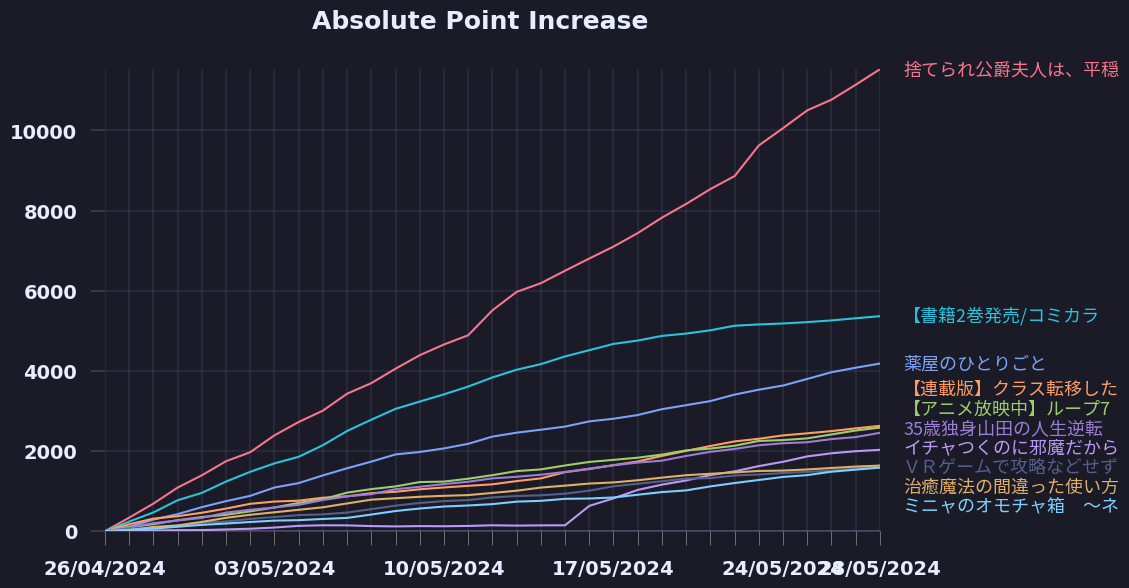 Absolute Point Increase
10000
8000
6000
4000
2000
0
26/04/2024
03/05/2024
10/05/2024
17/05/2024
24/05/2024
28/05/2024
捨てられ公爵夫人は、平穏
【書籍2巻発売/コミカラ
薬屋のひとりごと
【連載版】クラス転移した
【アニメ放映中】ループ7
35歳独身山田の人生逆転
イチャつくのに邪魔だから
ＶＲゲームで攻略などせず
治癒魔法の間違った使い方
ミニャのオモチャ箱　～ネ